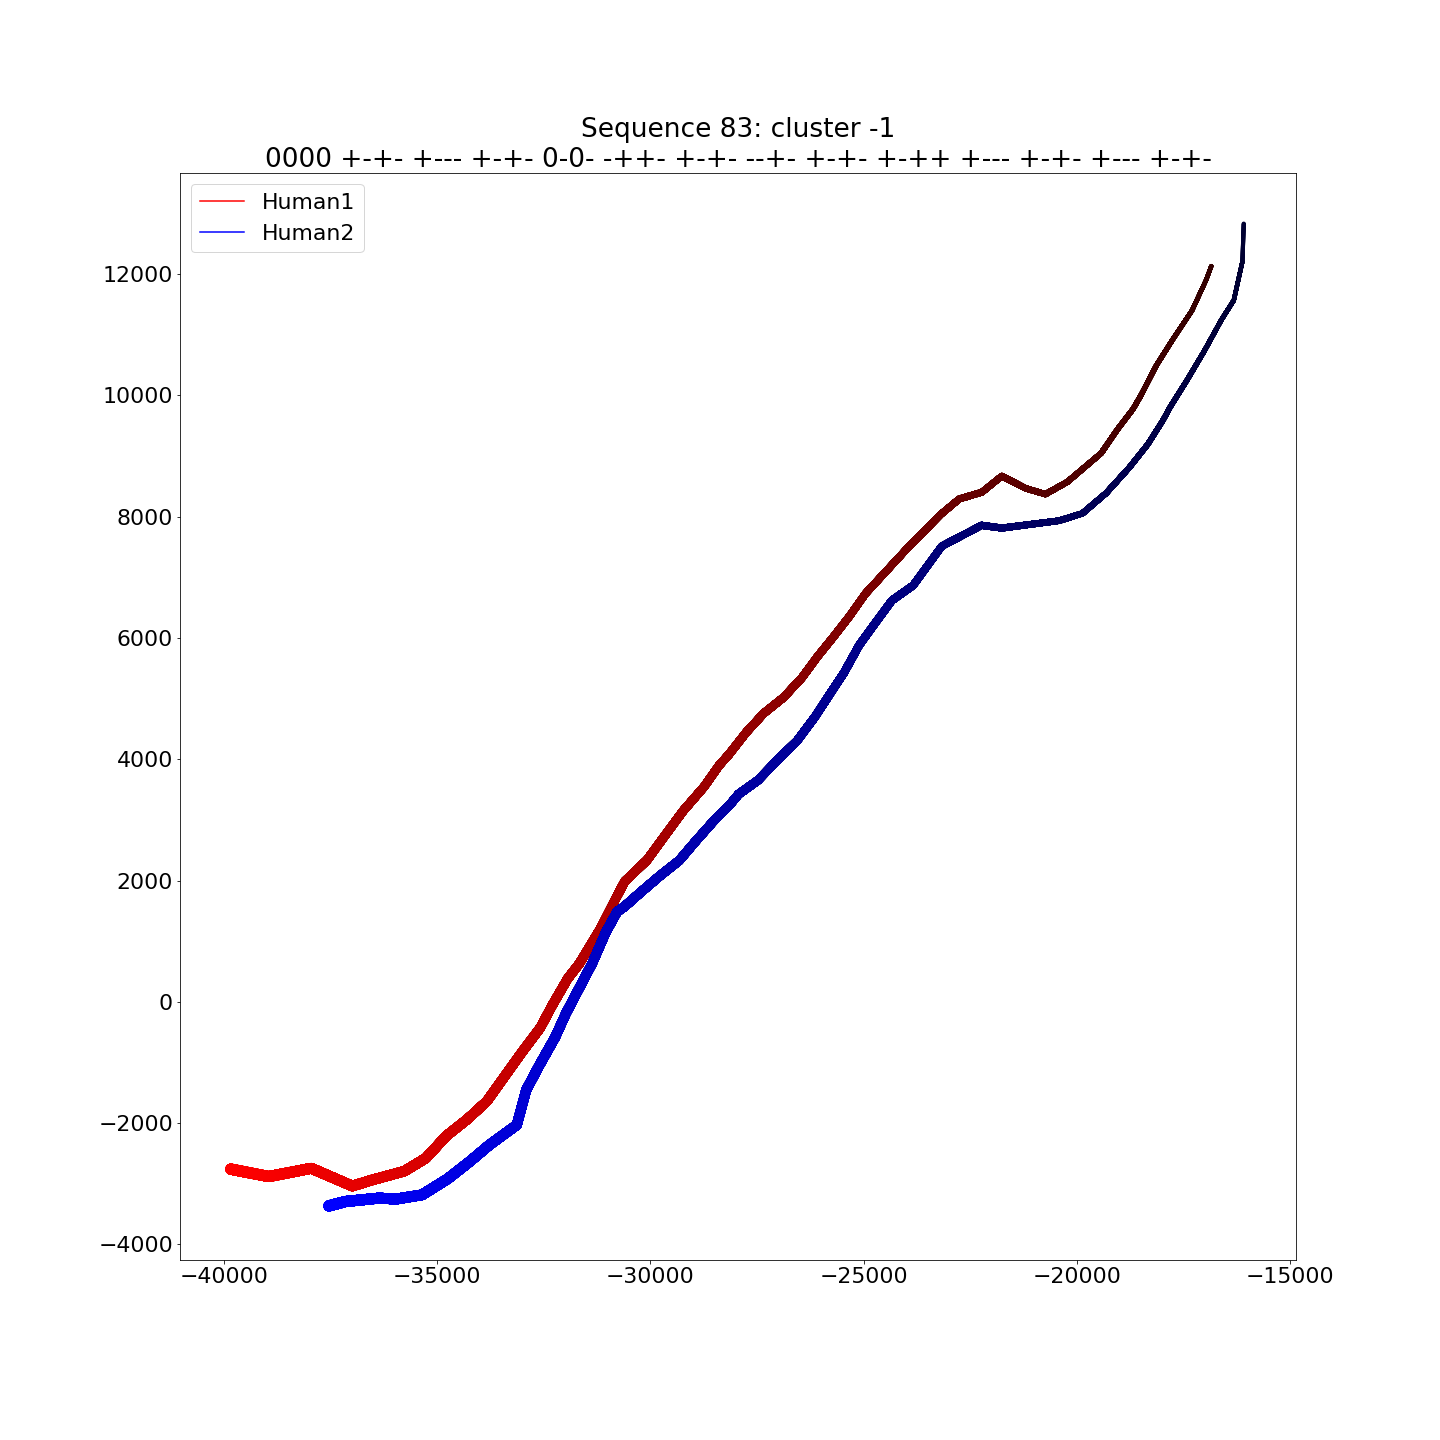 Sequence 83: cluster -1
0000 +-+- +--- +-+- 0-0- -++- +-+- --+- +-+- +-++ +--- +-+- +--- +-+-
Human1
Human2
12000
10000
8000
6000
4000
2000
0
−2000
−4000
−40000 −35000 −30000 −25000 −20000 −15000